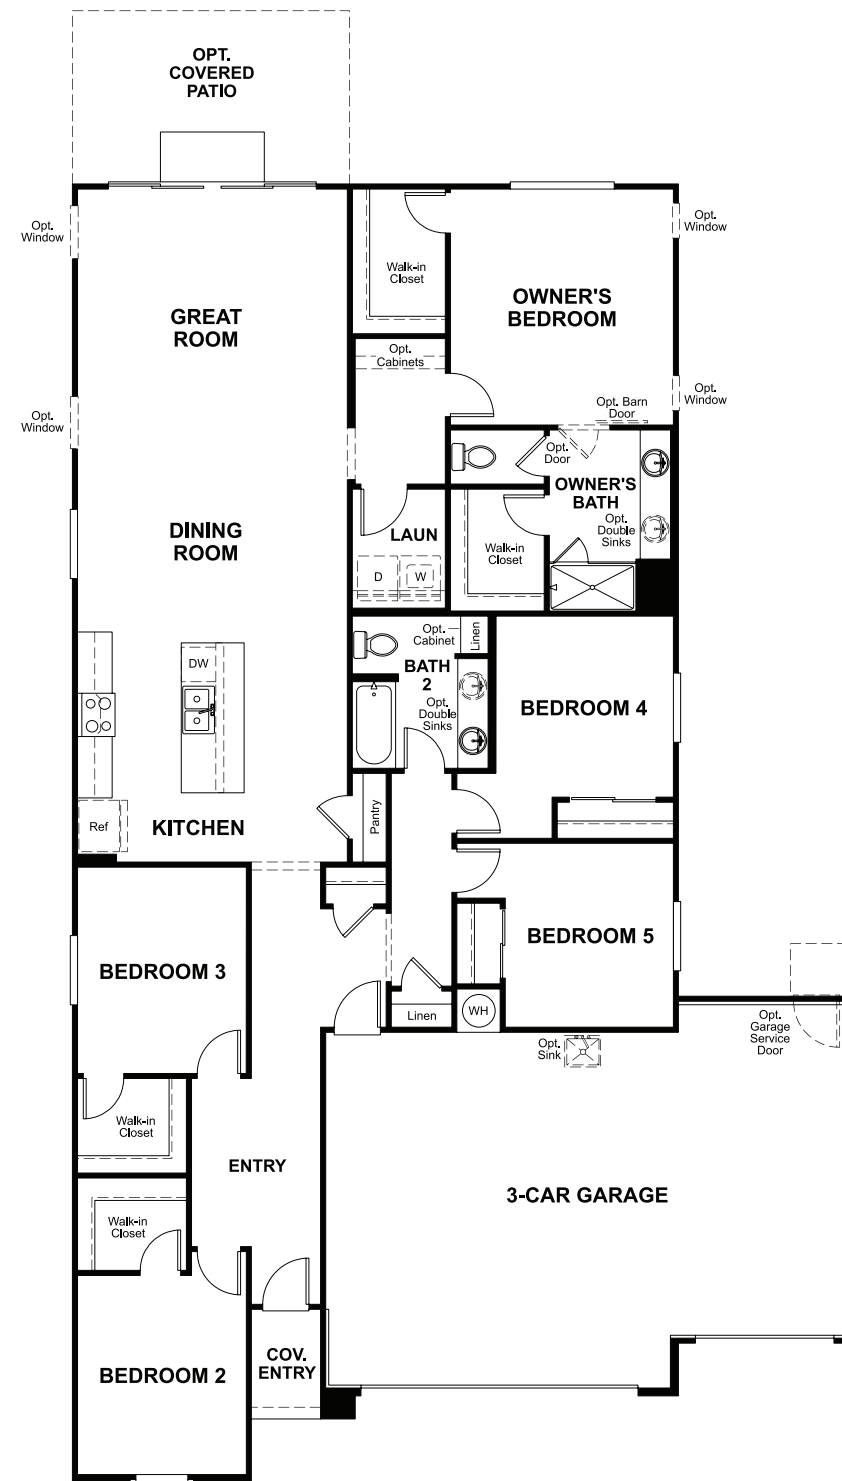 OPT.
COVERED
PATIO
Opt.
Window
Opt.
Window
Walk-in
Closet
OWNER'S
BEDROOM
GREAT
ROOM
Opt.
Cabinets
Opt.
Window
Opt.
Window
Opt. Barn
Door
Opt.
Door
OWNER'S
BATH
DINING
ROOM
LAUN
Opt.
Double
Sinks
Walk-in
Closet
D
W
Opt.
Cabinet
Linen
DW
BATH
2
Opt.
Double
Sinks
BEDROOM 4
Pantry
Ref
KITCHEN
BEDROOM 3
BEDROOM 5
Linen
WH
Opt.
Sink
Opt.
Garage
Service
Door
Walk-in
Closet
ENTRY
3-CAR GARAGE
Walk-in
Closet
COV.
ENTRY
BEDROOM 2